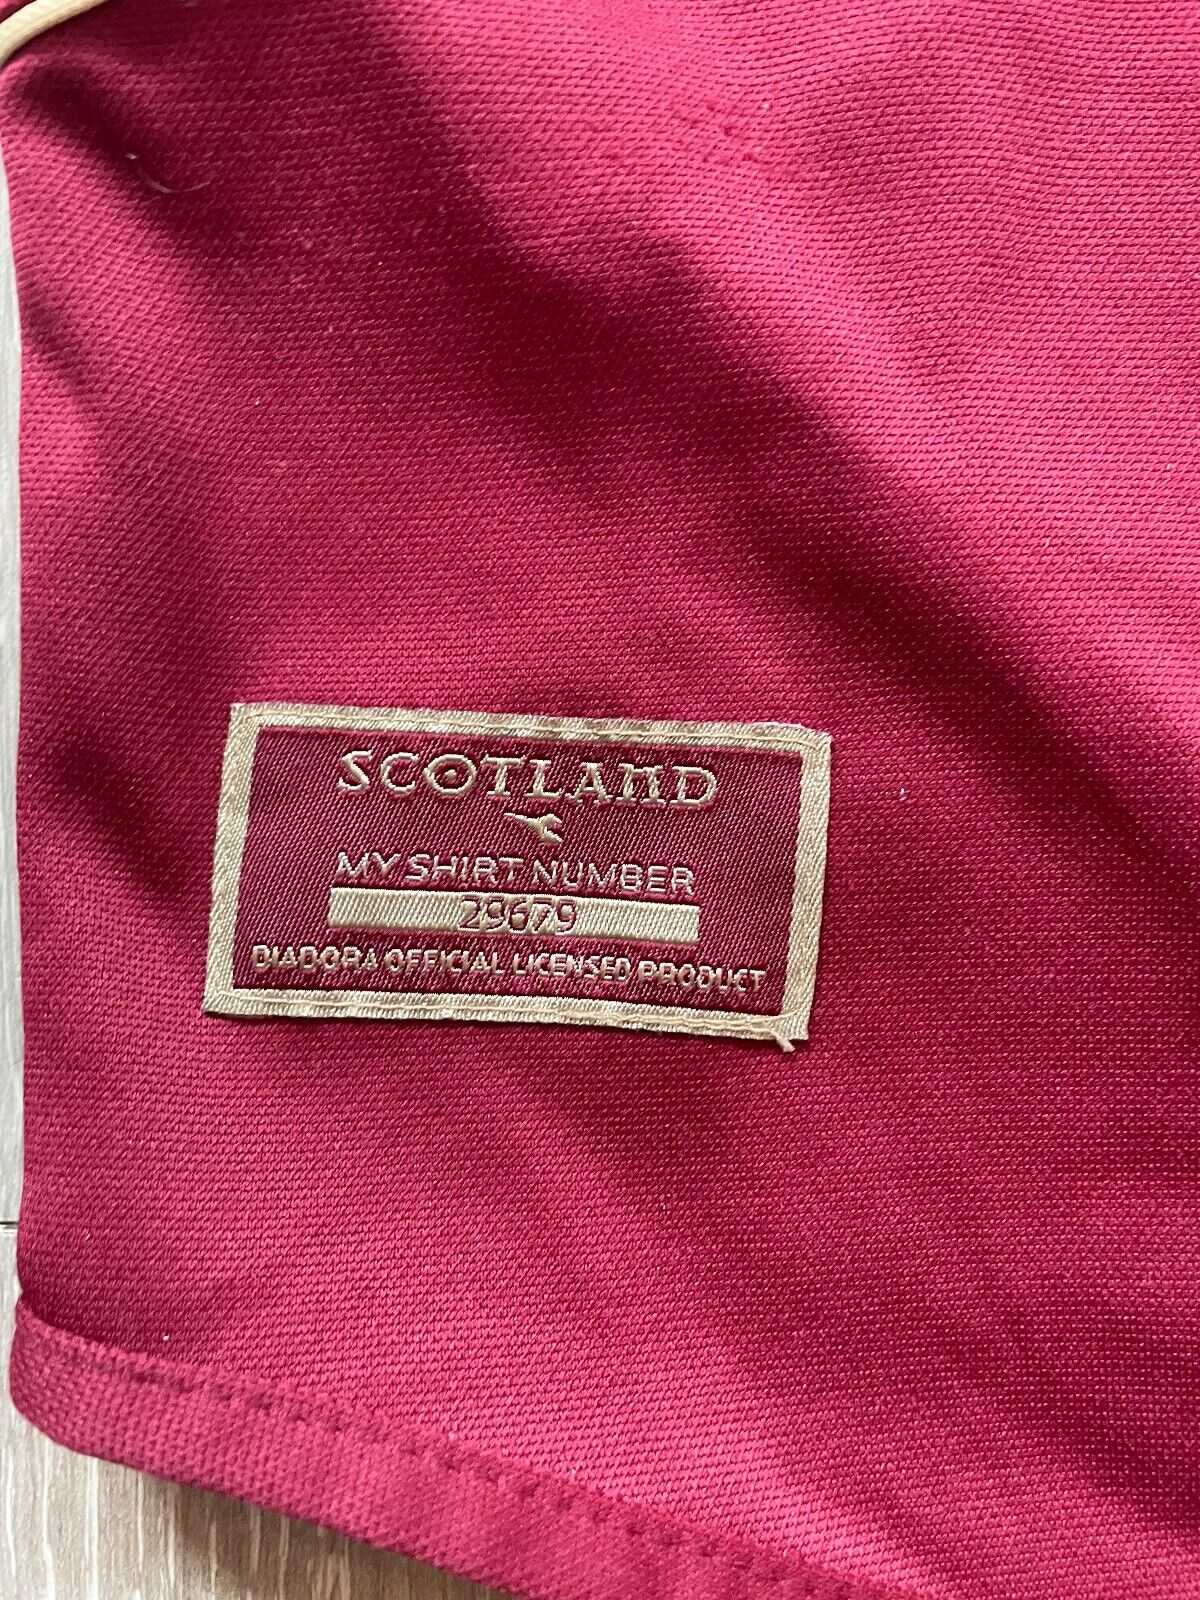 SCOTLAND
MY SHIRT NUMBER
29679
DIADORA OFFICIAL LICENSED PRODUCT